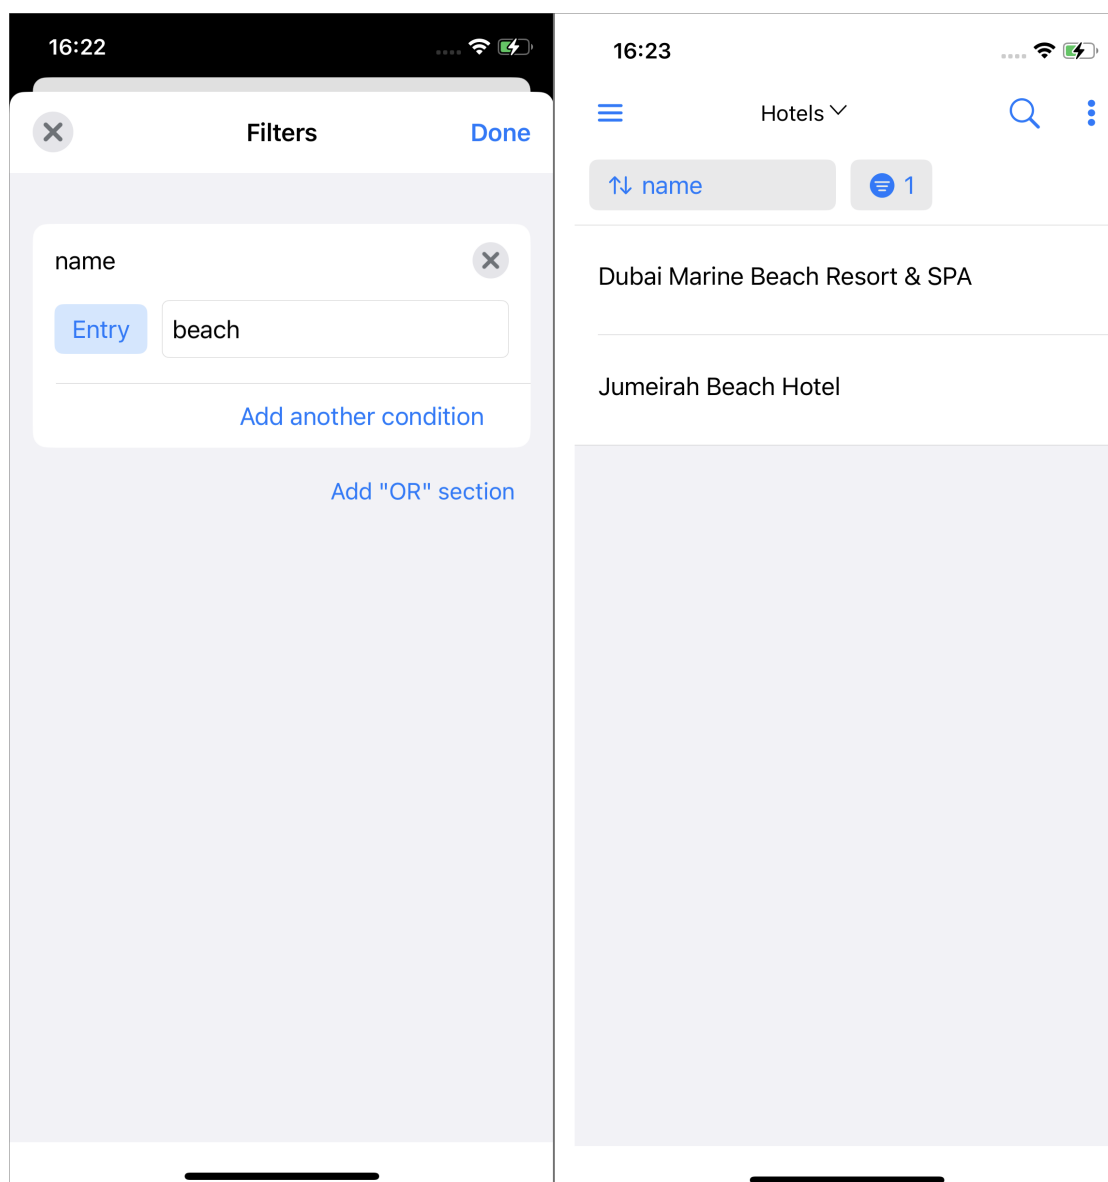 16:22
Filters
Done
name
Entry
beach
Add another condition
Add "OR" section
16:23
Hotels
name
1
Dubai Marine Beach Resort & SPA
Jumeirah Beach Hotel